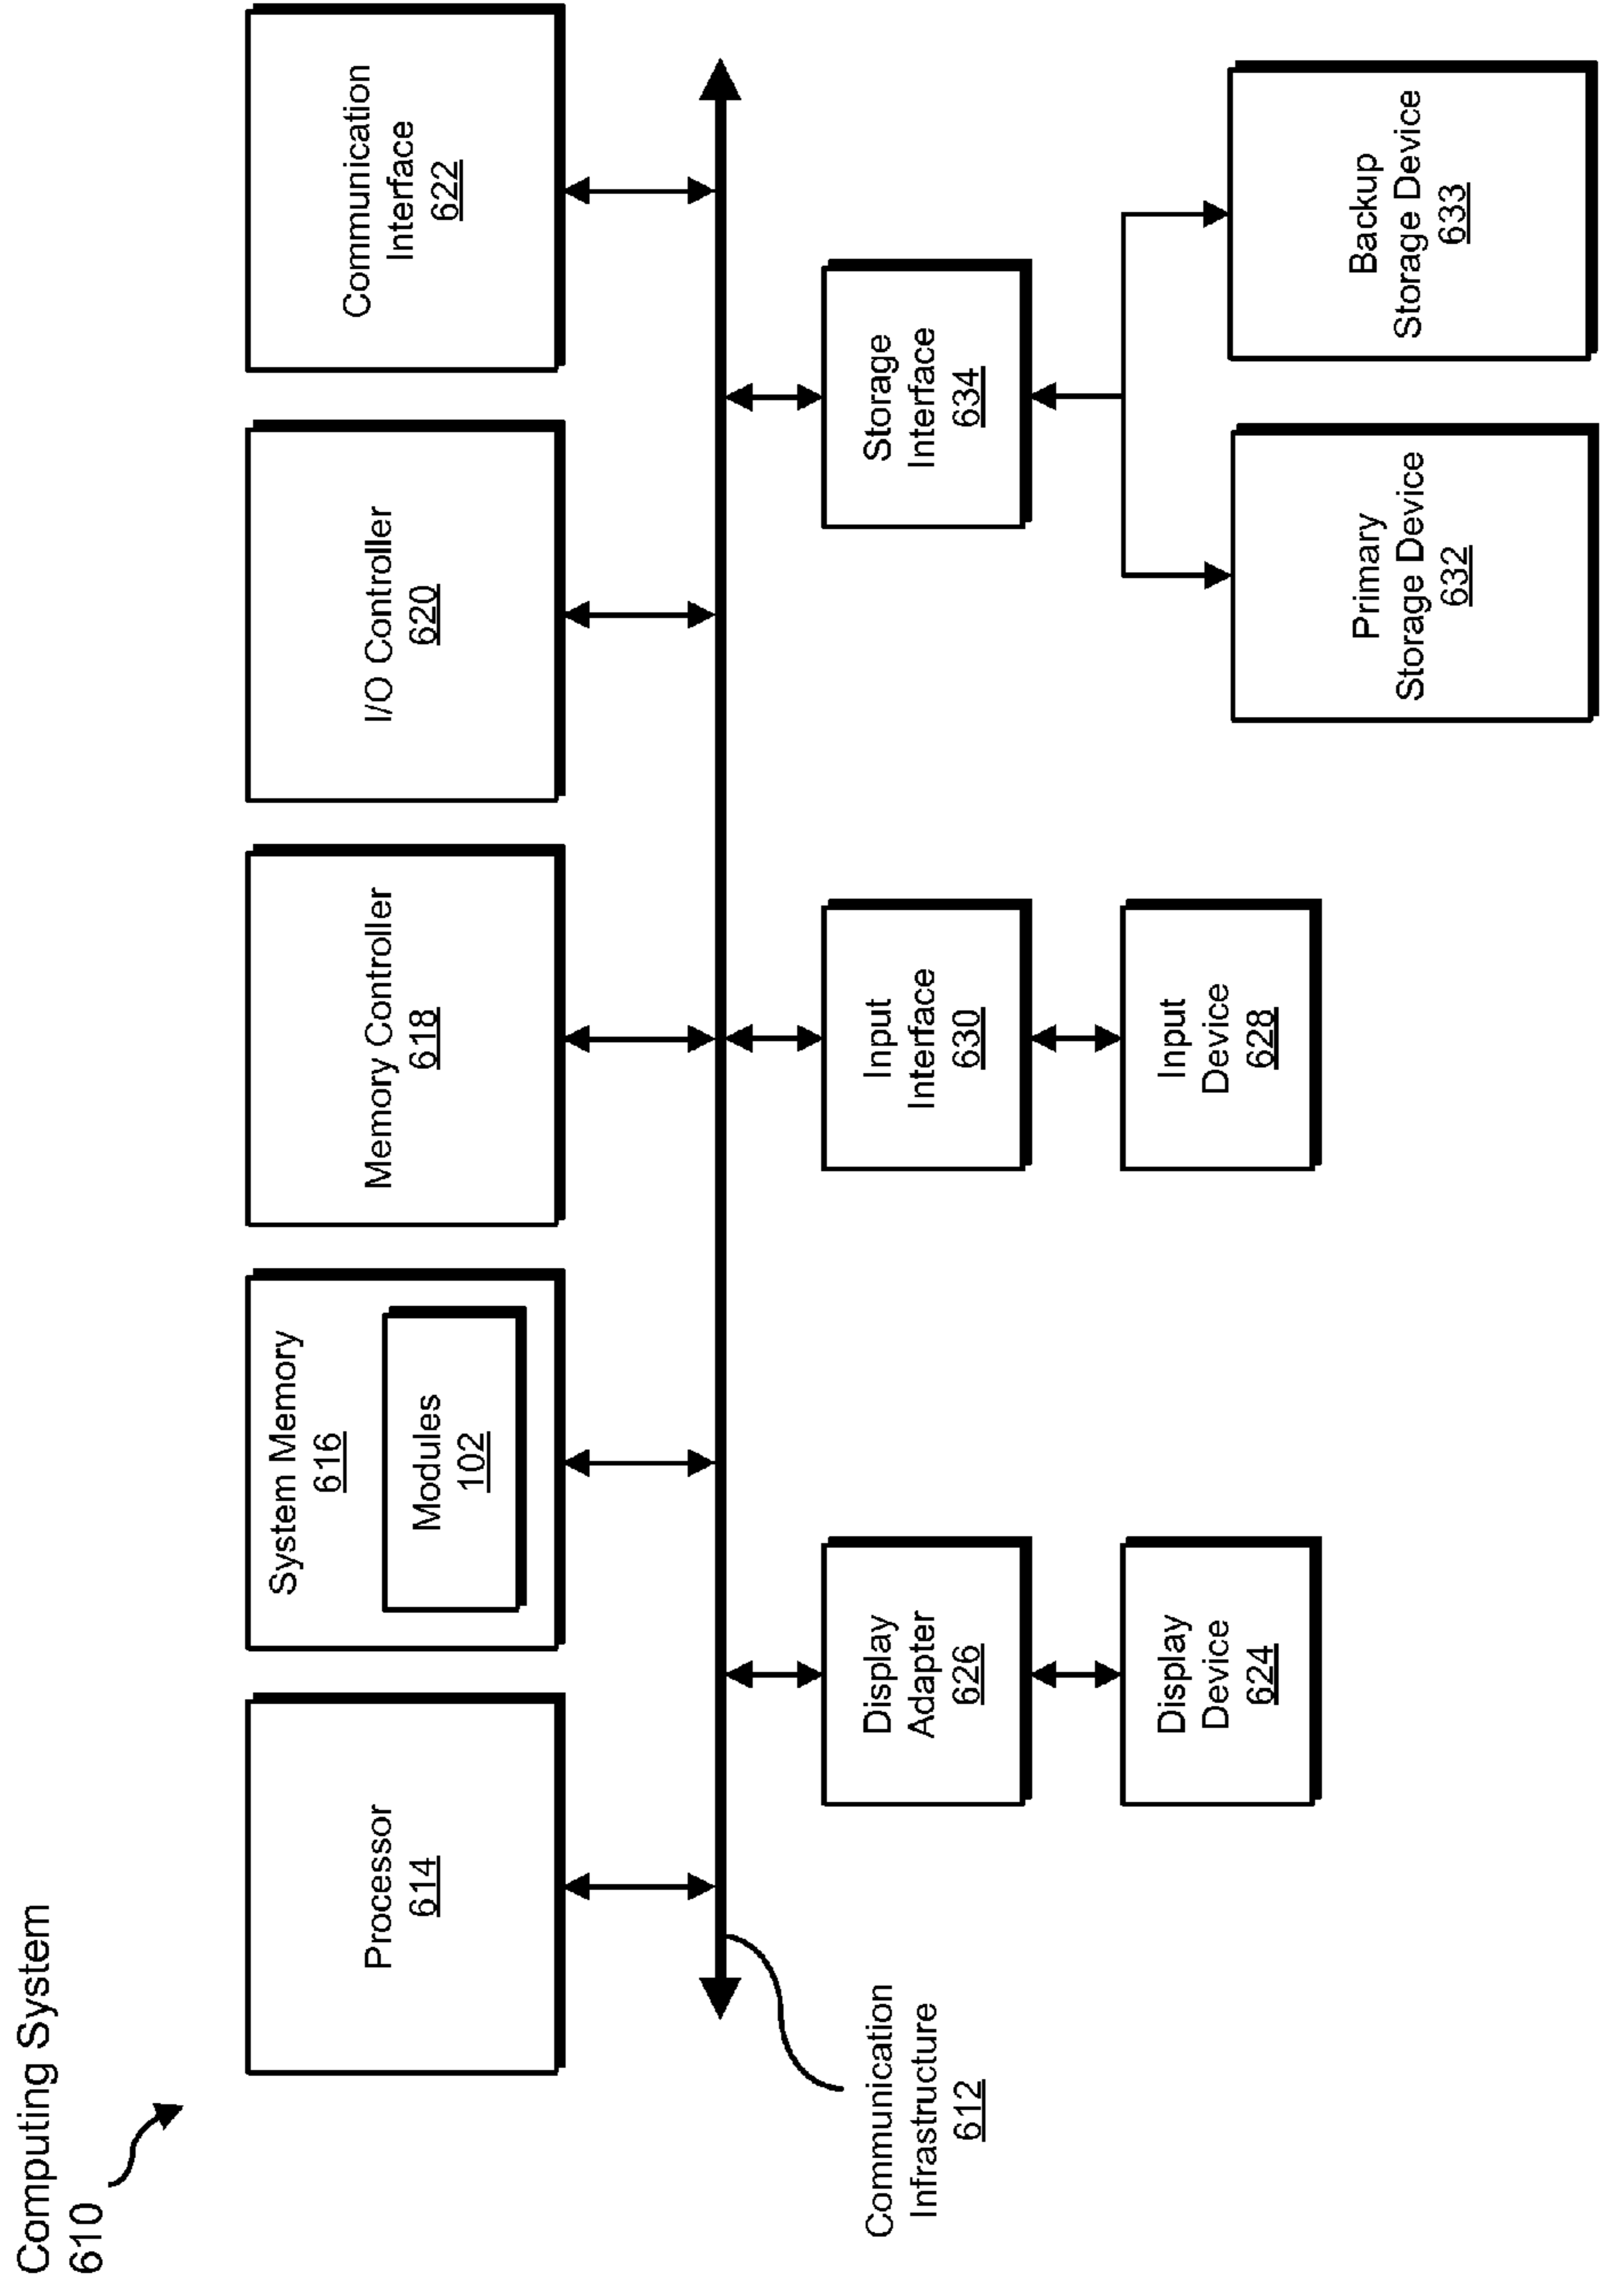 Computing System
610
Processor
614
System Memory
616
Modules
102
Memory Controller
618
I/O Controller
620
Communication
Interface
622
Communication
Infrastructure
612
Display
Adapter
626
Input
Interface
630
Storage
Interface
634
Display
Device
624
Input
Device
628
Primary
Storage Device
632
Backup
Storage Device
633